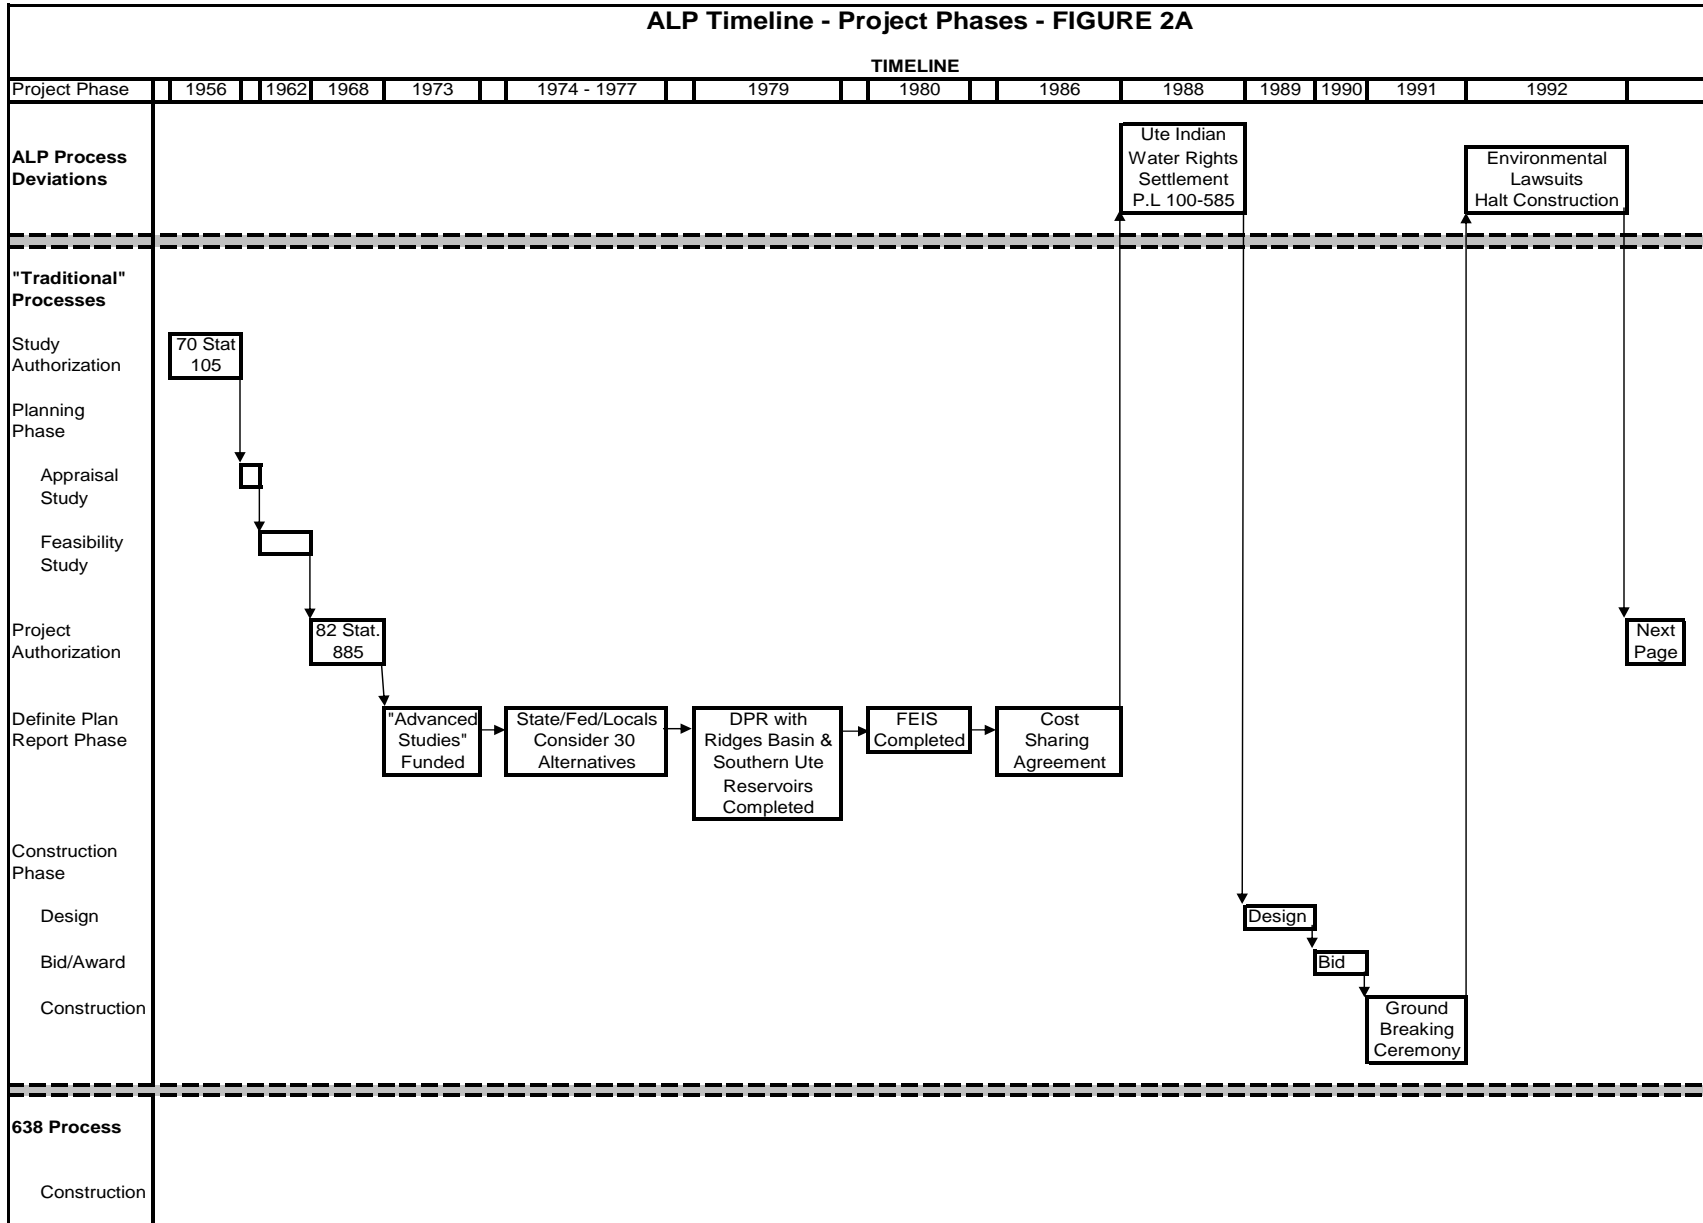 ALP Timeline - Project Phases - FIGURE 2A
TIMELINE
Project Phase 1956 1962 1968 1973 1974 - 1977 1979 1980 1986 1988 1989 1990 1991 1992
ALP Process
Deviations
Ute Indian
Water Rights
Settlement
P.L 100-585
Environmental
Lawsuits
Halt Construction
"Traditional"
Processes
Study
Authorization
70 Stat
105
Planning
Phase
Appraisal
Study
Feasibility
Study
Project
Authorization
82 Stat.
885
Next
Page
Definite Plan
Report Phase
"Advanced
Studies"
Funded
State/Fed/Locals
Consider 30
Alternatives
DPR with
Ridges Basin &
Southern Ute
Reservoirs
Completed
FEIS
Completed
Cost
Sharing
Agreement
Construction
Phase
Design
Design
Bid/Award
Bid
Construction
Ground
Breaking
Ceremony
638 Process
Construction